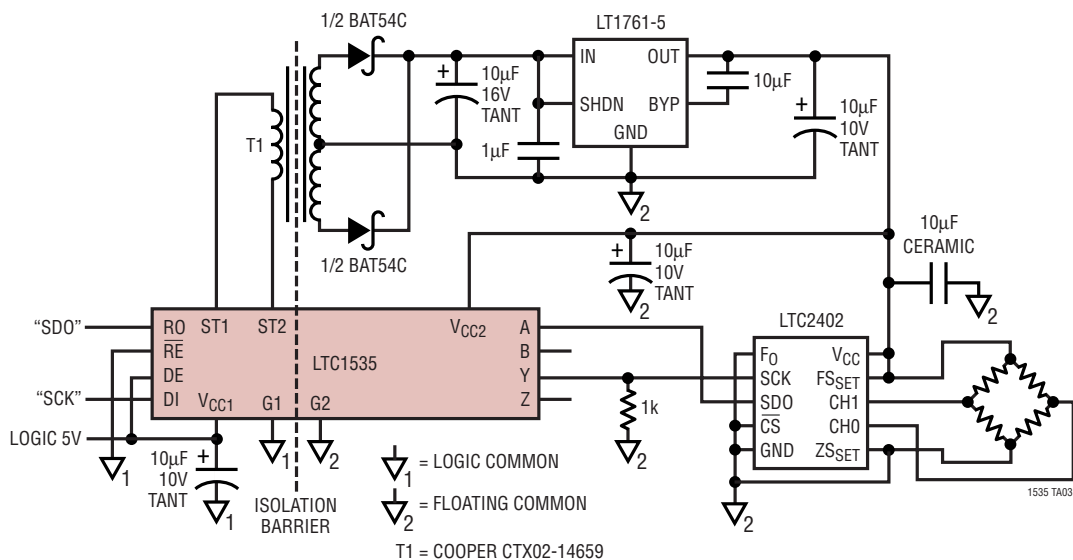 1/2 BAT54C
LT1761-5
IN
OUT
SHDN
BYP
GND
+
10µF
16V
TANT
1µF
10µF
+
10µF
10V
TANT
2
T1
1/2 BAT54C
+
10µF
10V
TANT
2
10µF
CERAMIC
2
“SDO”
“SCK”
LOGIC 5V
RO
RE
DE
DI
ST1
ST2
VCC1
G1
G2
LTC1535
VCC2
A
B
Y
Z
1k
2
LTC2402
FO
SCK
SDO
CS
GND
VCC
FSSET
CH1
CH0
ZSSET
2
1
10µF
10V
TANT
+
1
1
2
ISOLATION
BARRIER
1
= LOGIC COMMON
2
= FLOATING COMMON
T1 = COOPER CTX02-14659
1535 TA03